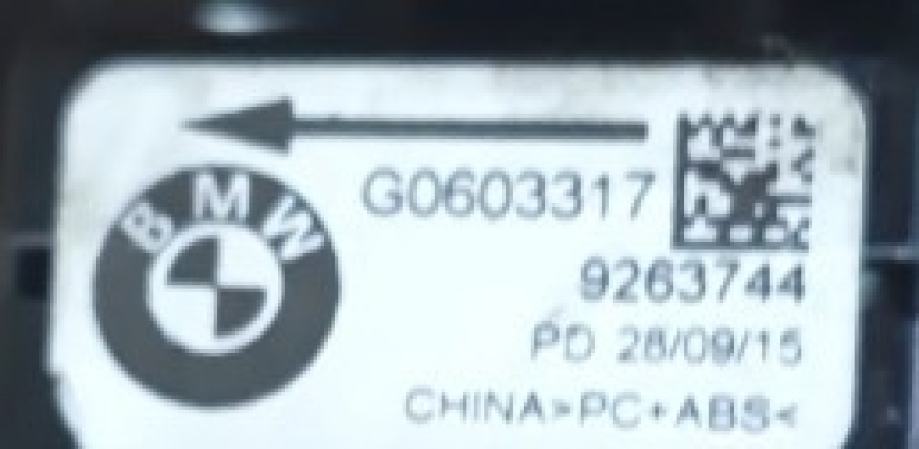 BMW
G0603317
9263744
PD 28/09/15
CHINA>PC+ABS<